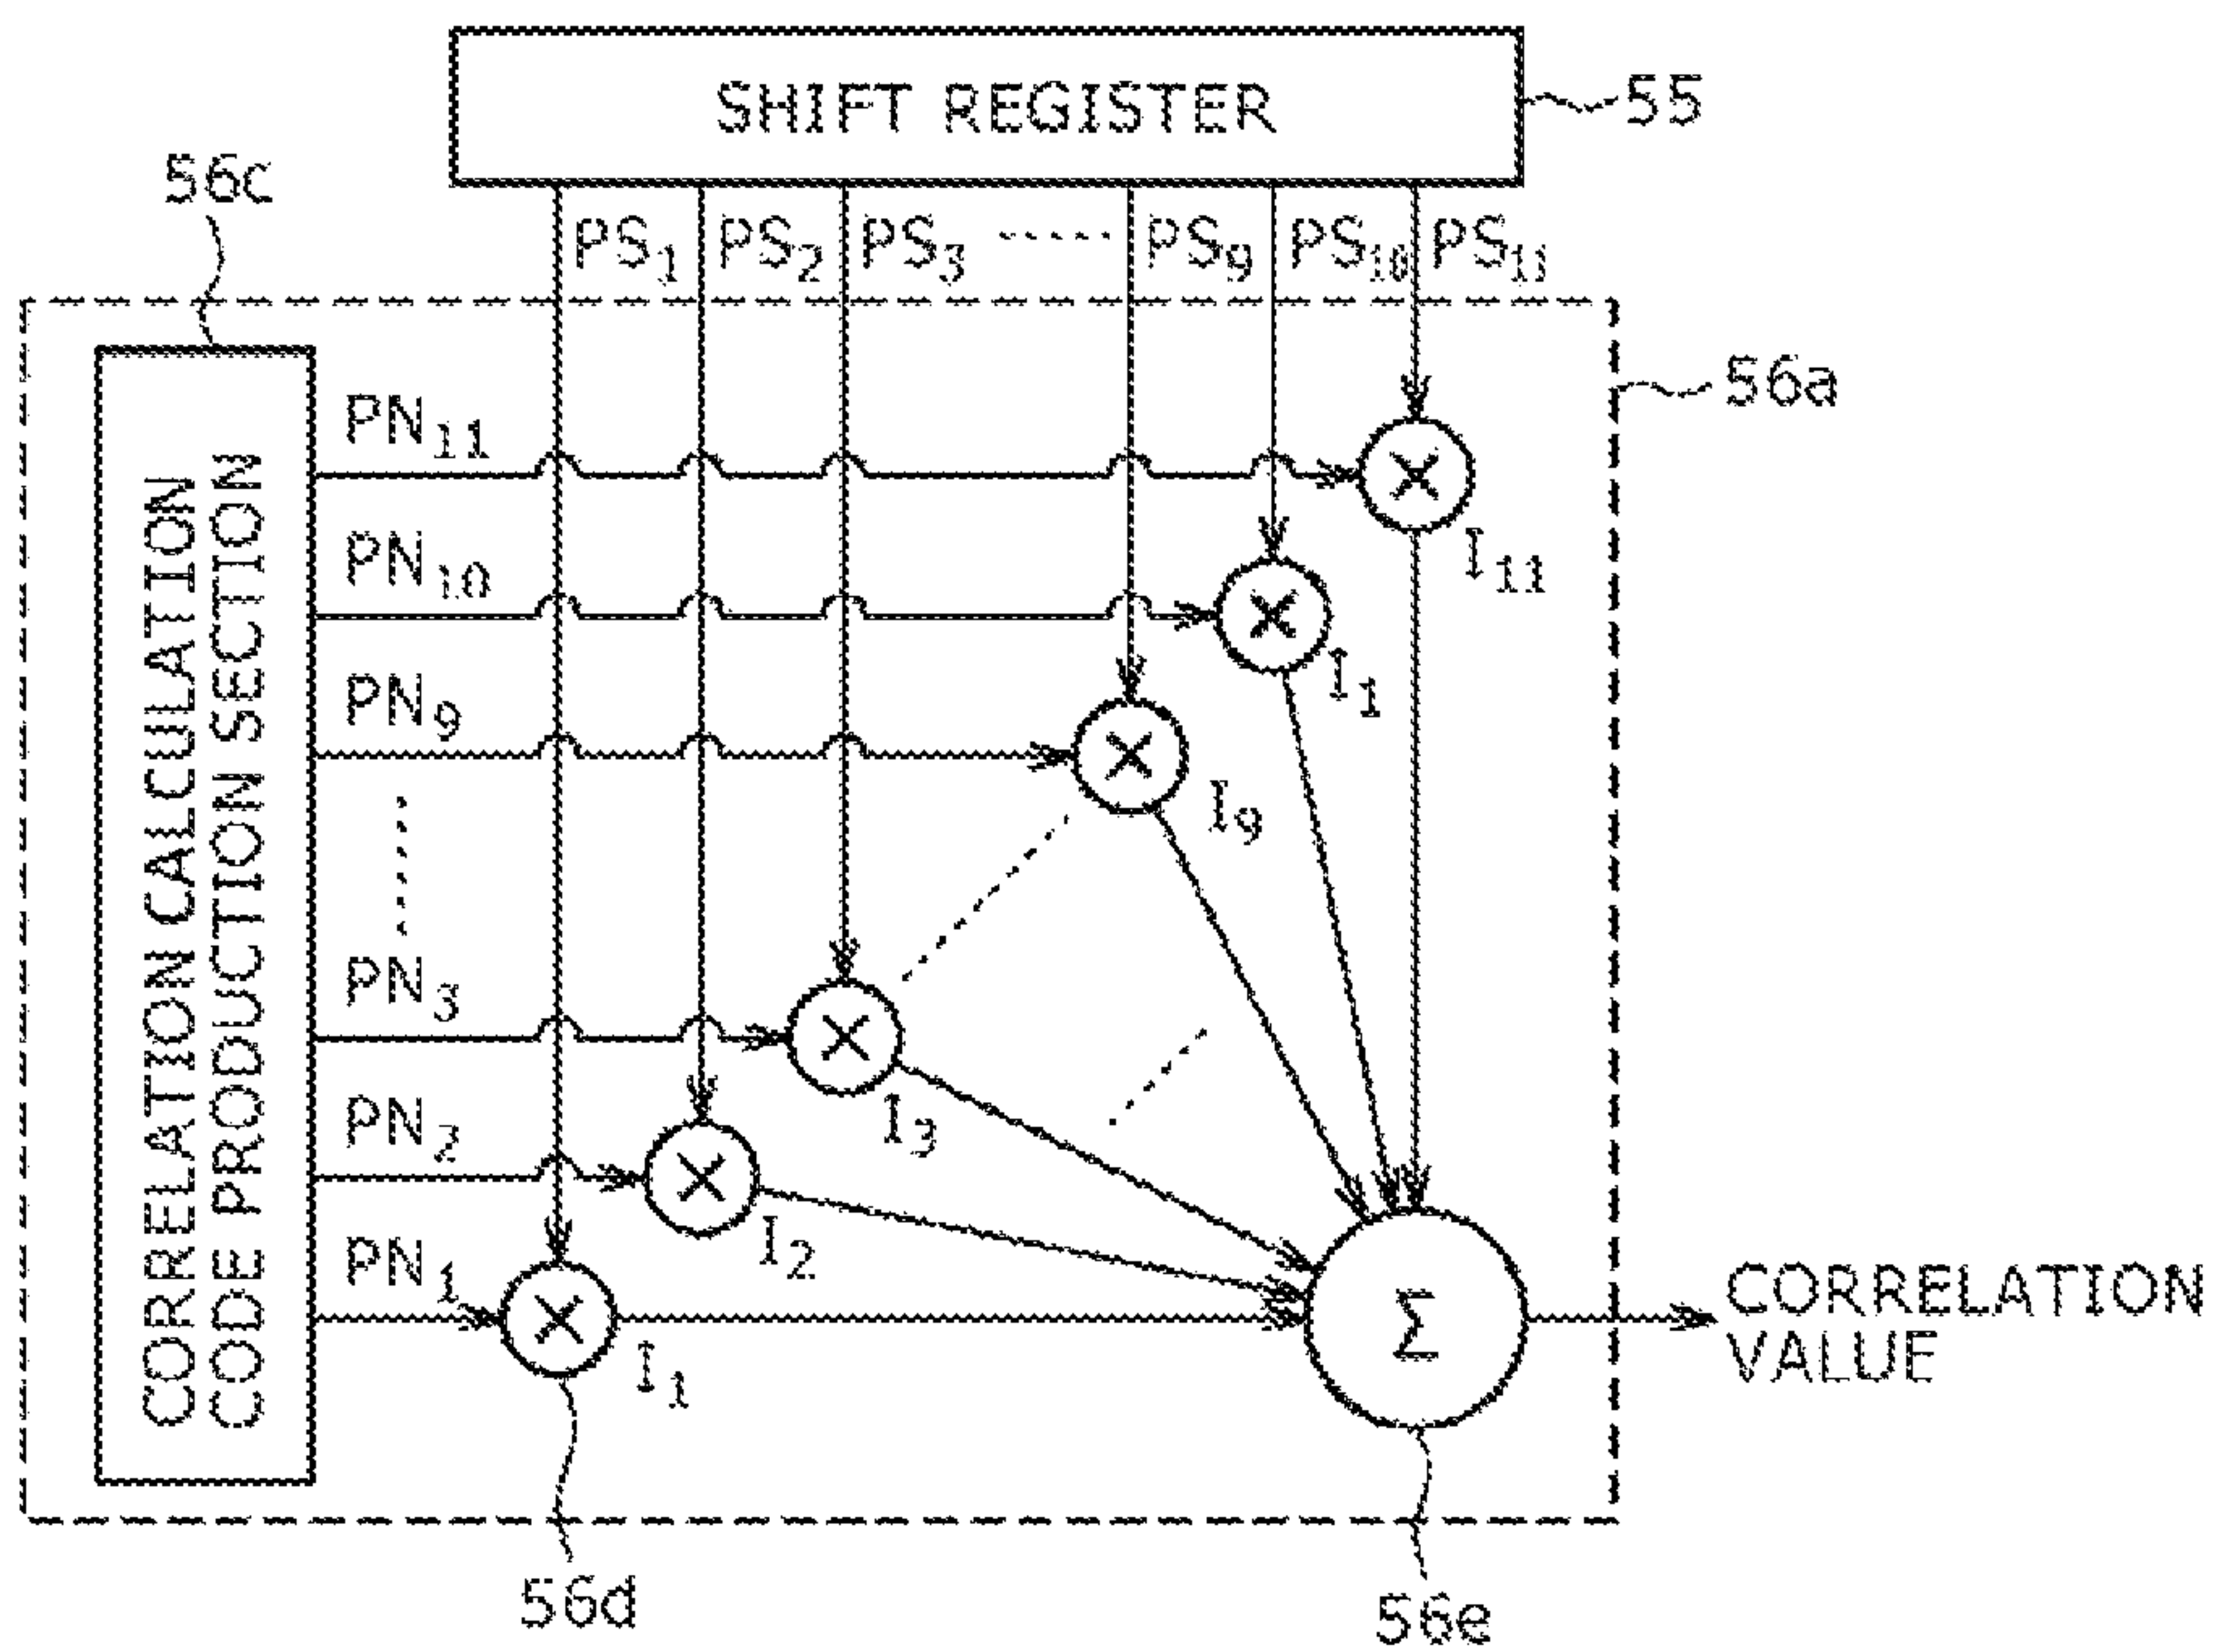 SHIFT REGISTER
55
56c
PS1 PS2 PS3 ····· PS9 PS10 PS11
56a
PN11
I11
PN10
I1
PN9
I9
PN3
I3
PN2
I2
PN1
I1
CORRELATION CALCULATION
CODE PRODUCTION SECTION
Σ
CORRELATION
VALUE
56d
56e